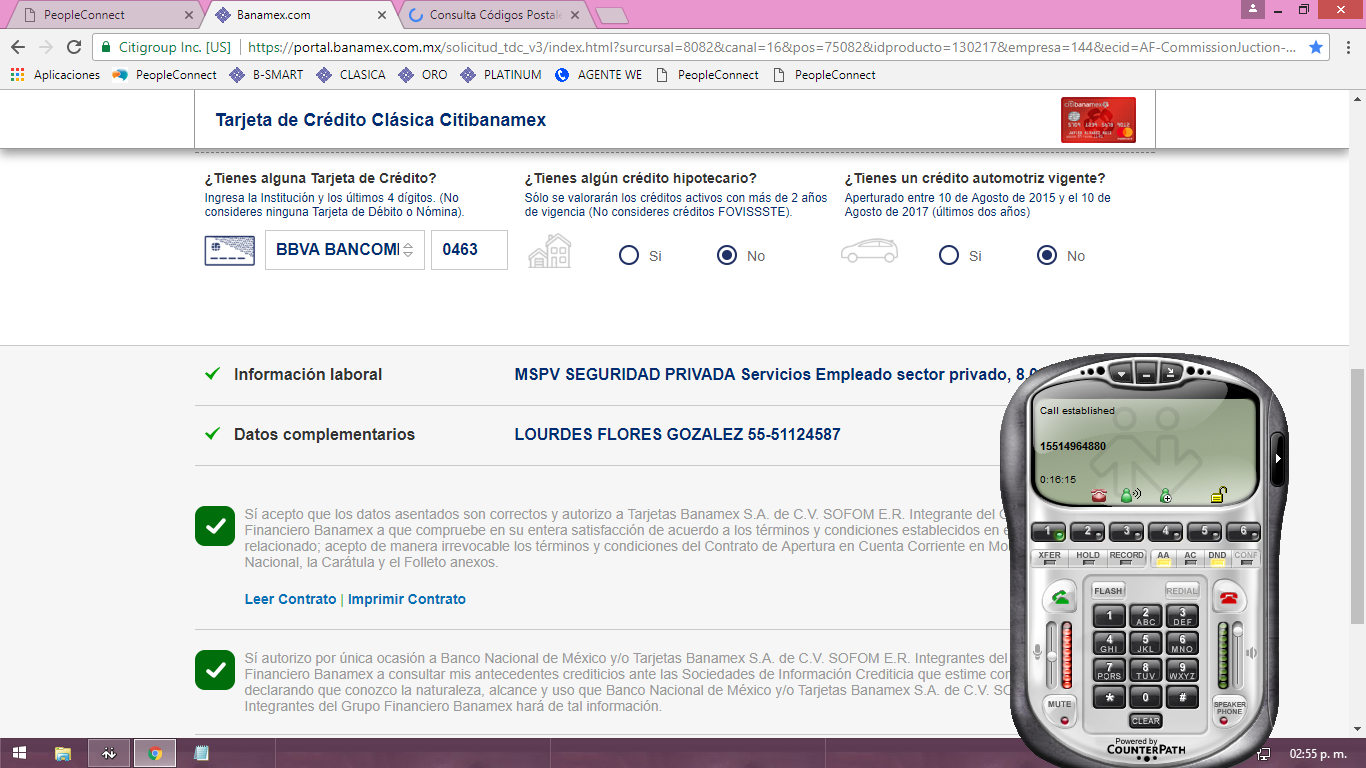 PeopleConnect
Banamex.com
Consulta Códigos Postale
Citigroup Inc. [US]
https://portal.banamex.com.mx/solicitud_tdc_v3/index.html?surcursal=8082&canal=16&pos=75082&idproducto=130217&empresa=144&ecid=AF-CommissionJuction-...
Aplicaciones
PeopleConnect
B-SMART
CLASICA
ORO
PLATINUM
AGENTE WE
PeopleConnect
PeopleConnect
Tarjeta de Crédito Clásica Citibanamex
citibanamex
¿Tienes alguna Tarjeta de Crédito?
Ingresa la Institución y los últimos 4 dígitos. (No
consideres ninguna Tarjeta de Débito o Nómina).
BBVA BANCOMI
0463
¿Tienes algún crédito hipotecario?
Sólo se valorarán los créditos activos con más de 2 años
de vigencia (No consideres créditos FOVISSSTE).
Si
No
¿Tienes un crédito automotriz vigente?
Aperturado entre 10 de Agosto de 2015 y el 10 de
Agosto de 2017 (últimos dos años)
Si
No
Información laboral
MSPV SEGURIDAD PRIVADA Servicios Empleado sector privado, 8.0
Datos complementarios
LOURDES FLORES GOZALEZ 55-51124587
Sí acepto que los datos asentados son correctos y autorizo a Tarjetas Banamex S.A. de C.V. SOFOM E.R. Integrante del G
Financiero Banamex a que compruebe en su entera satisfacción de acuerdo a los términos y condiciones establecidos en e
relacionado; acepto de manera irrevocable los términos y condiciones del Contrato de Apertura en Cuenta Corriente en Mo
Nacional, la Carátula y el Folleto anexos.
Leer Contrato | Imprimir Contrato
Sí autorizo por única ocasión a Banco Nacional de México y/o Tarjetas Banamex S.A. de C.V. SOFOM E.R. Integrantes del
Financiero Banamex a consultar mis antecedentes crediticios ante las Sociedades de Información Crediticia que estime con
declarando que conozco la naturaleza, alcance y uso que Banco Nacional de México y/o Tarjetas Banamex S.A. de C.V. SO
Integrantes del Grupo Financiero Banamex hará de tal información.
Call established
15514964880
0:16:15
1 2 3 4 5 6
XFER HOLD RECORD AA AC DND CONF
FLASH REDIAL
1 2 ABC 3 DEF
4 GHI 5 JKL 6 MNO
7 PQRS 8 TUV 9 WXYZ
* 0 #
MUTE
CLEAR
SPEAKER
PHONE
Powered by
COUNTERPATH
02:55 p. m.